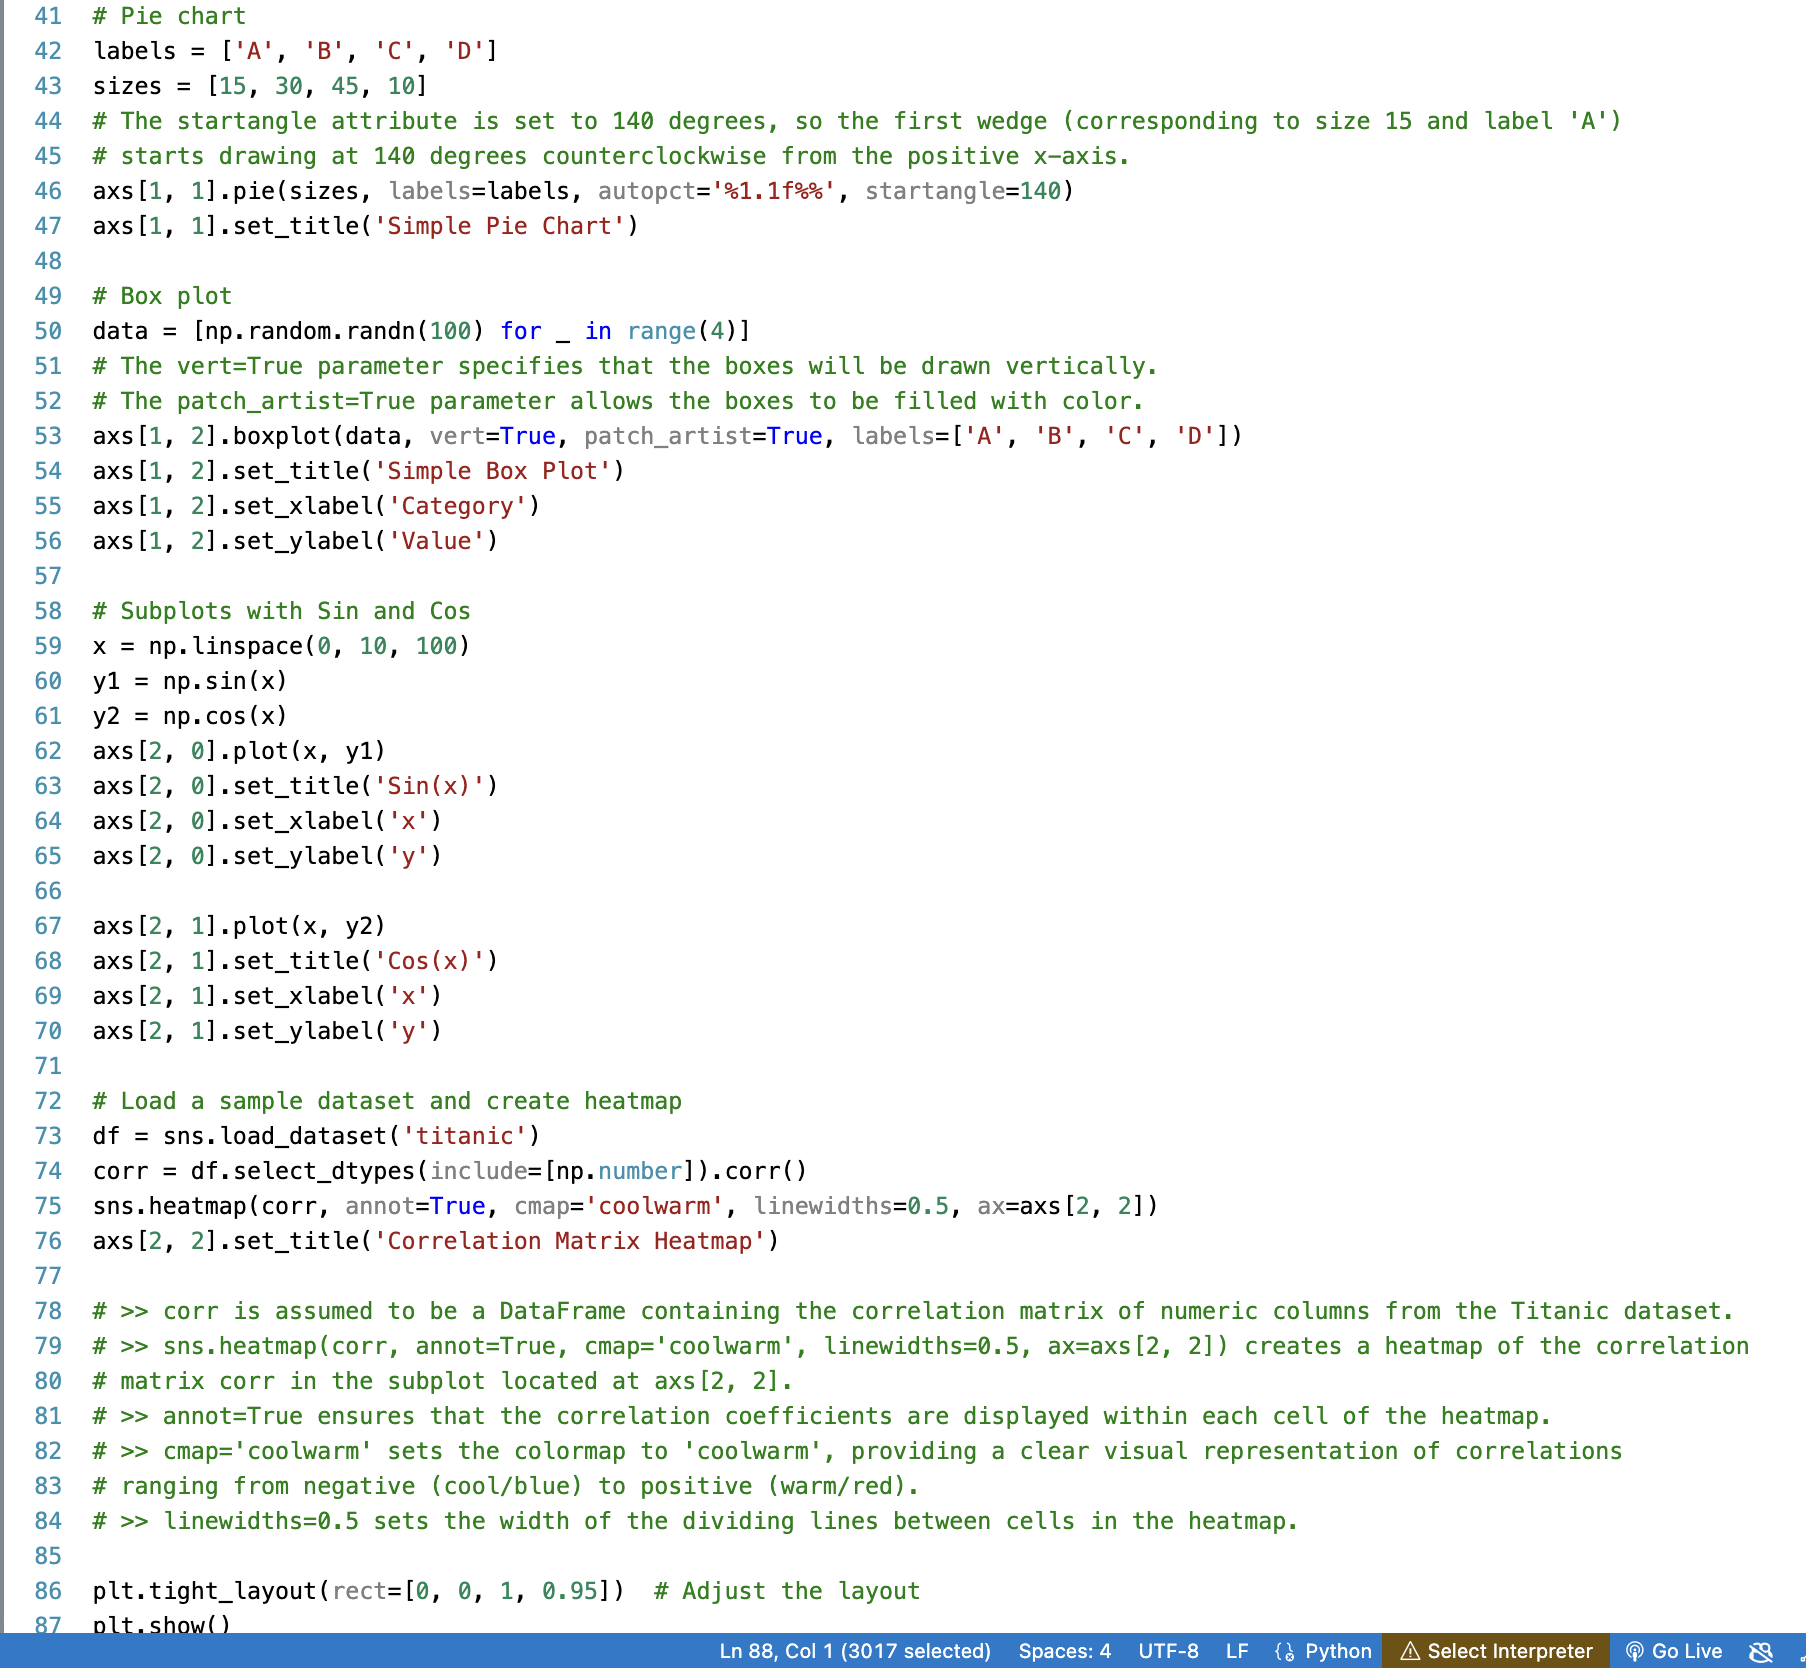 41 # Pie chart
42 labels = ['A', 'B', 'C', 'D']
43 sizes = [15, 30, 45, 10]
44 # The startangle attribute is set to 140 degrees, so the first wedge (corresponding to size 15 and label 'A')
45 # starts drawing at 140 degrees counterclockwise from the positive x-axis.
46 axs[1, 1].pie(sizes, labels=labels, autopct='%1.1f%%', startangle=140)
47 axs[1, 1].set_title('Simple Pie Chart')
48
49 # Box plot
50 data = [np.random.randn(100) for _ in range(4)]
51 # The vert=True parameter specifies that the boxes will be drawn vertically.
52 # The patch_artist=True parameter allows the boxes to be filled with color.
53 axs[1, 2].boxplot(data, vert=True, patch_artist=True, labels=['A', 'B', 'C', 'D'])
54 axs[1, 2].set_title('Simple Box Plot')
55 axs[1, 2].set_xlabel('Category')
56 axs[1, 2].set_ylabel('Value')
57
58 # Subplots with Sin and Cos
59 x = np.linspace(0, 10, 100)
60 y1 = np.sin(x)
61 y2 = np.cos(x)
62 axs[2, 0].plot(x, y1)
63 axs[2, 0].set_title('Sin(x)')
64 axs[2, 0].set_xlabel('x')
65 axs[2, 0].set_ylabel('y')
66
67 axs[2, 1].plot(x, y2)
68 axs[2, 1].set_title('Cos(x)')
69 axs[2, 1].set_xlabel('x')
70 axs[2, 1].set_ylabel('y')
71
72 # Load a sample dataset and create heatmap
73 df = sns.load_dataset('titanic')
74 corr = df.select_dtypes(include=[np.number]).corr()
75 sns.heatmap(corr, annot=True, cmap='coolwarm', linewidths=0.5, ax=axs[2, 2])
76 axs[2, 2].set_title('Correlation Matrix Heatmap')
77
78 # >> corr is assumed to be a DataFrame containing the correlation matrix of numeric columns from the Titanic dataset.
79 # >> sns.heatmap(corr, annot=True, cmap='coolwarm', linewidths=0.5, ax=axs[2, 2]) creates a heatmap of the correlation
80 # matrix corr in the subplot located at axs[2, 2].
81 # >> annot=True ensures that the correlation coefficients are displayed within each cell of the heatmap.
82 # >> cmap='coolwarm' sets the colormap to 'coolwarm', providing a clear visual representation of correlations
83 # ranging from negative (cool/blue) to positive (warm/red).
84 # >> linewidths=0.5 sets the width of the dividing lines between cells in the heatmap.
85
86 plt.tight_layout(rect=[0, 0, 1, 0.95])  # Adjust the layout
87 plt.show()
Ln 88, Col 1 (3017 selected) Spaces: 4 UTF-8 LF Python Select Interpreter Go Live